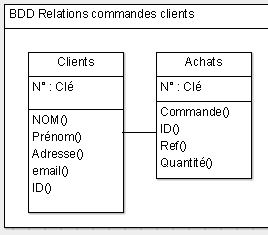 BDD Relations commandes clients
Clients
N° : Clé
NOM()
Prénom()
Adresse()
email()
ID()
Achats
N° : Clé
Commande()
ID()
Ref()
Quantité()